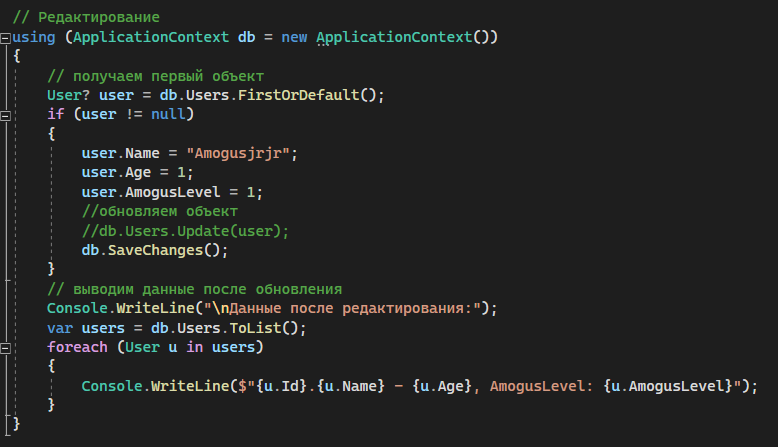 // Редактирование
using (ApplicationContext db = new ApplicationContext())
{
// получаем первый объект
User? user = db.Users.FirstOrDefault();
if (user != null)
{
user.Name = "Amogusjrjr";
user.Age = 1;
user.AmogusLevel = 1;
//обновляем объект
//db.Users.Update(user);
db.SaveChanges();
}
// выводим данные после обновления
Console.WriteLine("\nДанные после редактирования:");
var users = db.Users.ToList();
foreach (User u in users)
{
Console.WriteLine($"{u.Id}.{u.Name} - {u.Age}, AmogusLevel: {u.AmogusLevel}");
}
}